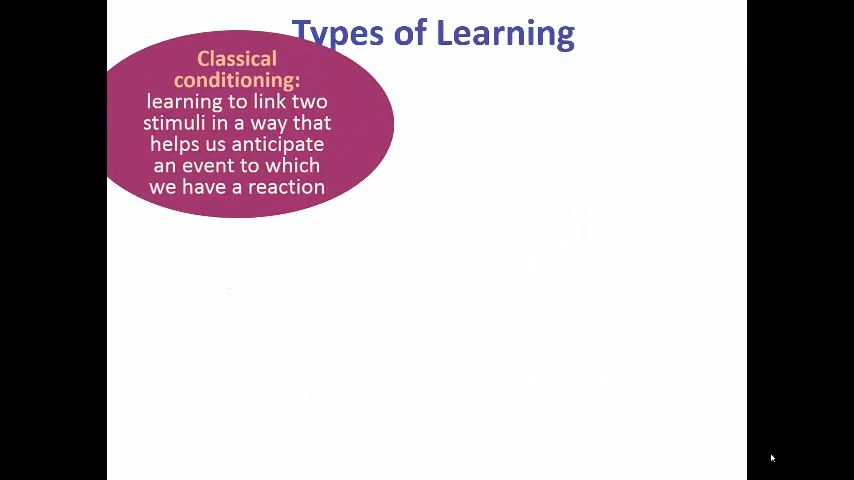 Types of Learning
Classical
conditioning:
learning to link two
stimuli in a way that
helps us anticipate
an event to which
we have a reaction